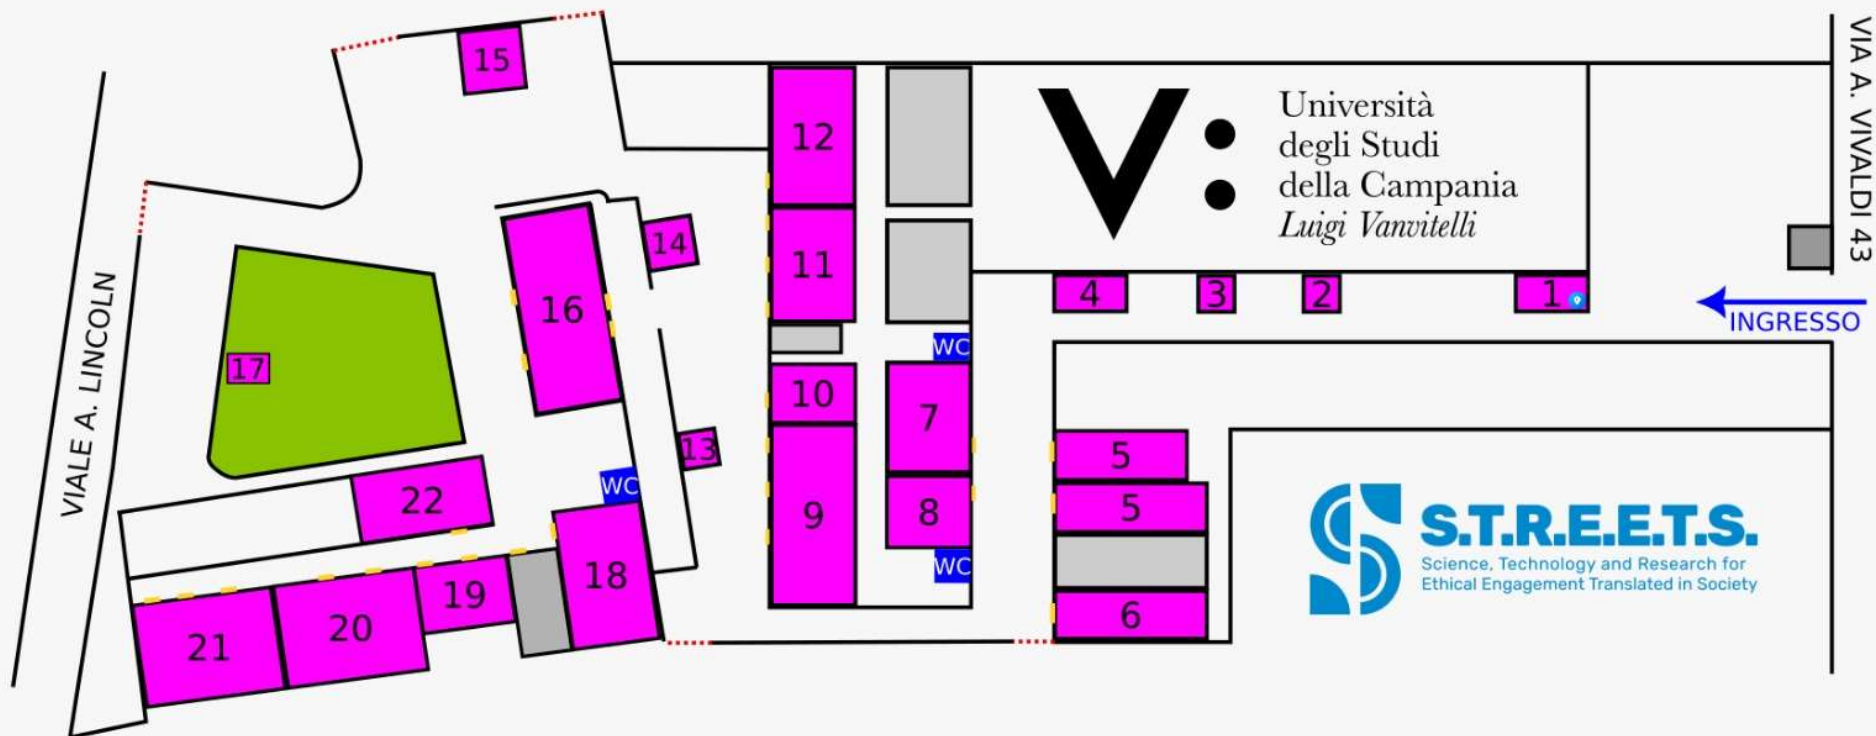 15
12
Università
degli Studi
della Campania
Luigi Vanvitelli
VIA A. VIVALDI 43
14
11
16
4
3
2
1
INGRESSO
VIALE A. LINCOLN
17
WC
10
7
13
5
22
WC
9
8
5
S.T.R.E.E.T.S.
Science, Technology and Research for
Ethical Engagement Translated in Society
WC
18
19
20
21
6